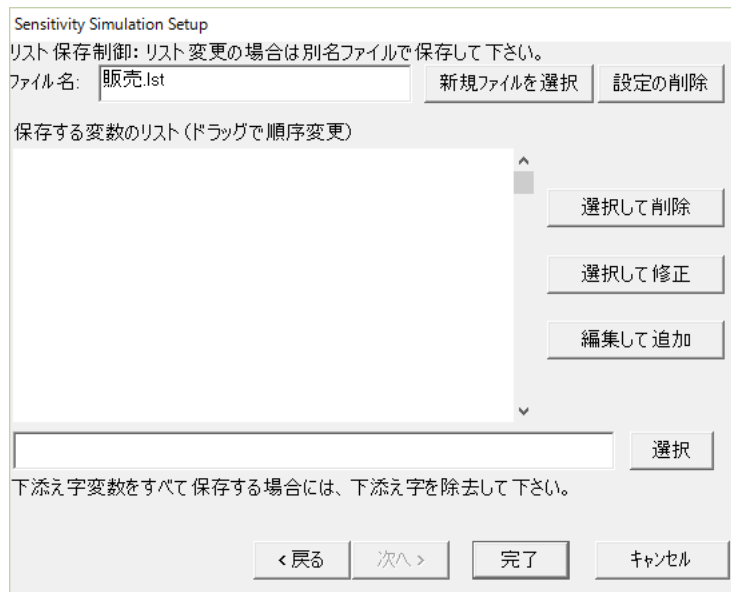 Sensitivity Simulation Setup
リスト保存制御: リスト変更の場合は別名ファイルで保存して下さい。
ファイル名: 販売.lst 新規ファイルを選択 設定の削除
保存する変数のリスト(ドラッグで順序変更)
選択して削除
選択して修正
編集して追加
選択
下添え字変数をすべて保存する場合には、下添え字を除去して下さい。
< 戻る 次へ > 完了 キャンセル